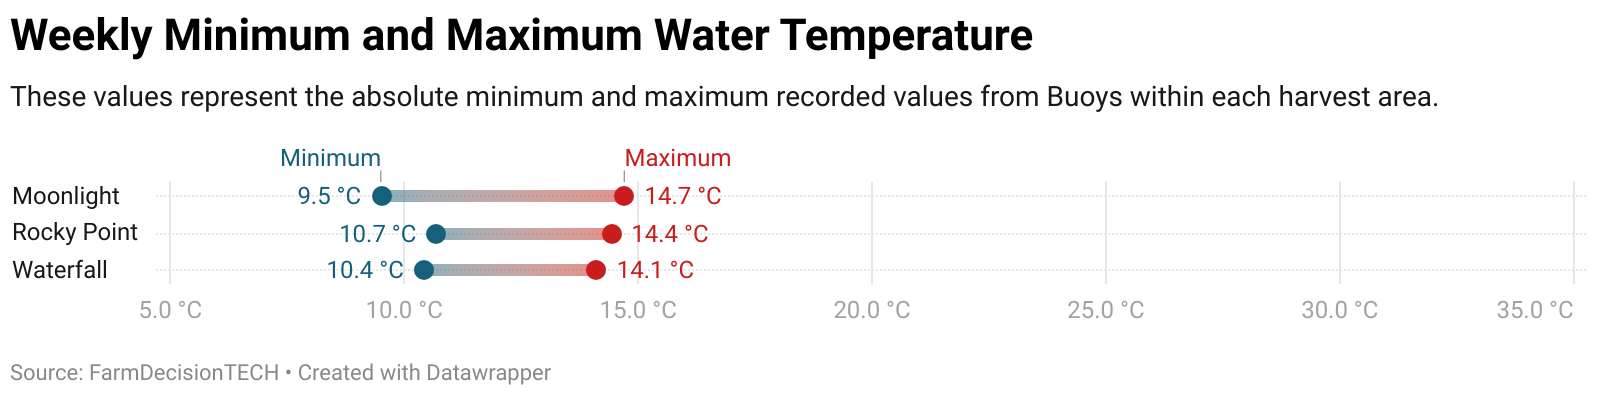 Weekly Minimum and Maximum Water Temperature
These values represent the absolute minimum and maximum recorded values from Buoys within each harvest area.
Minimum Maximum
Moonlight 9.5 °C 14.7 °C
Rocky Point 10.7 °C 14.4 °C
Waterfall 10.4 °C 14.1 °C
5.0 °C 10.0 °C 15.0 °C 20.0 °C 25.0 °C 30.0 °C 35.0 °C
Source: FarmDecisionTECH • Created with Datawrapper